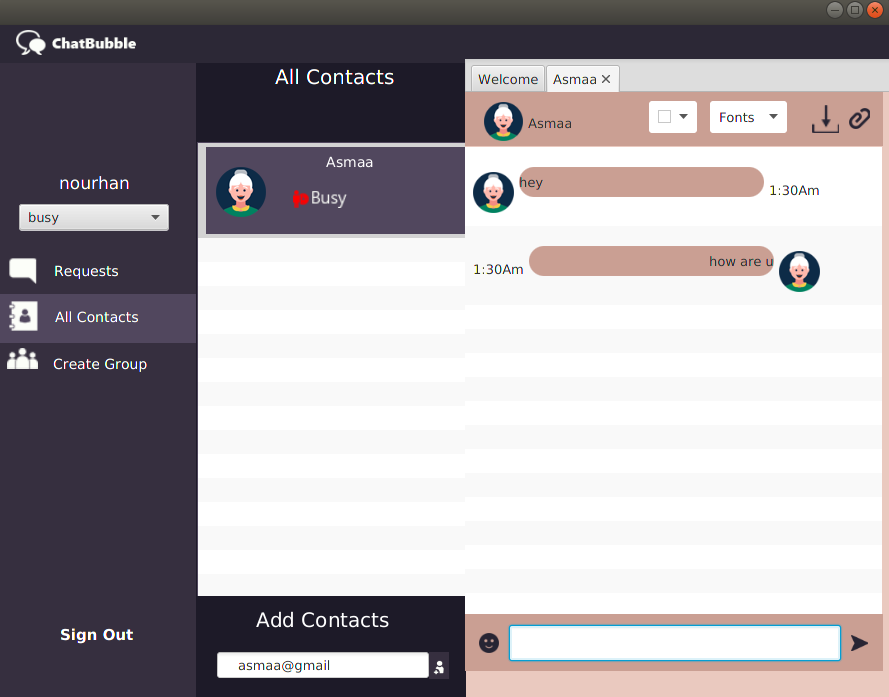 ChatBubble
nourhan
busy
Requests
All Contacts
Create Group
Sign Out
All Contacts
Asmaa
Busy
Add Contacts
asmaa@gmail
Welcome
Asmaa
Asmaa
Fonts
hey
1:30Am
1:30Am
how are u